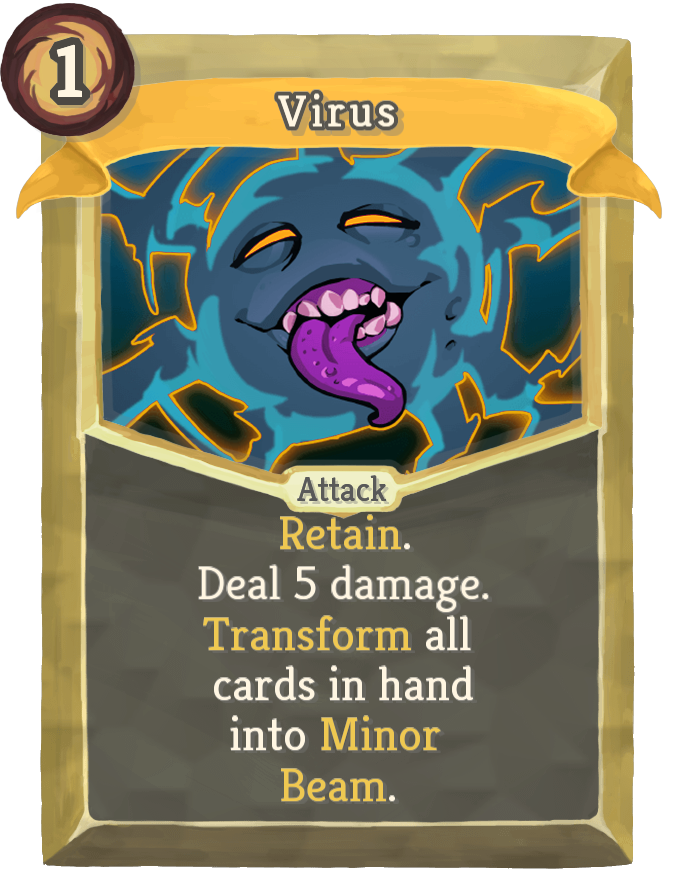 1
Virus
Attack
Retain.
Deal 5 damage.
Transform all
cards in hand
into Minor
Beam.